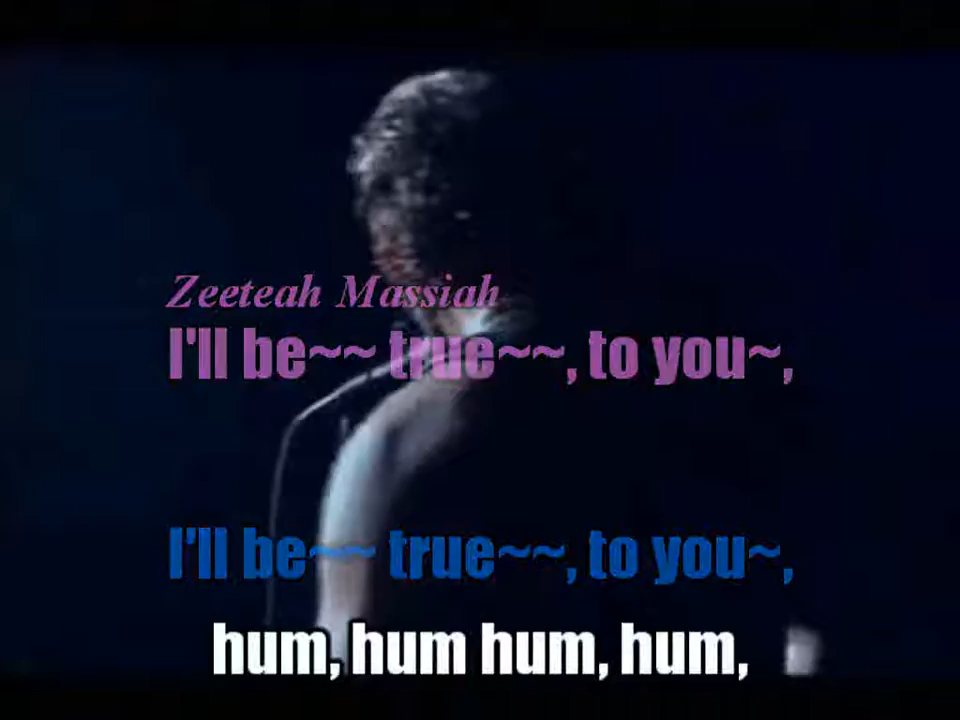 Zeeteah Massiah
I'll be~~ true~~, to you~,
I'll be~~ true~~, to you~,
hum, hum hum, hum,